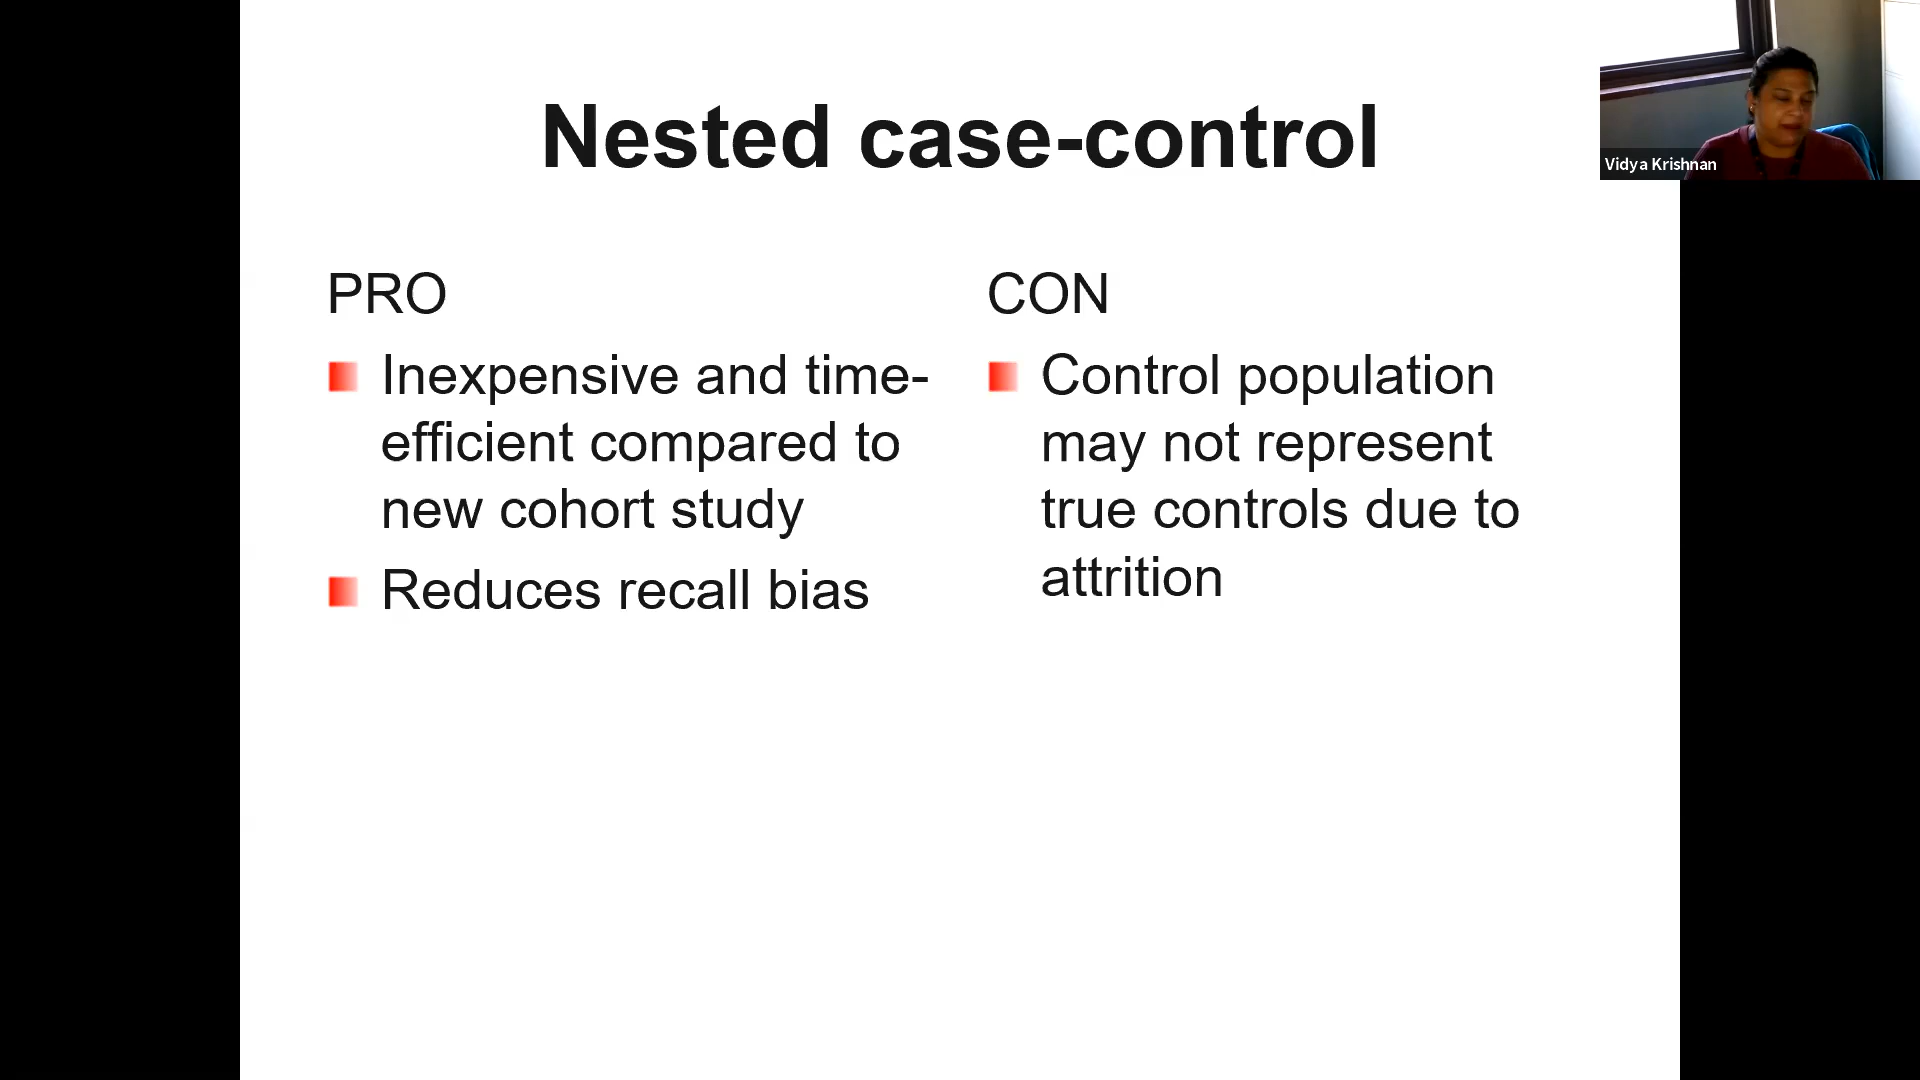 Nested case-control
Vidya Krishnan
PRO
Inexpensive and time-
efficient compared to
new cohort study
Reduces recall bias
CON
Control population
may not represent
true controls due to
attrition